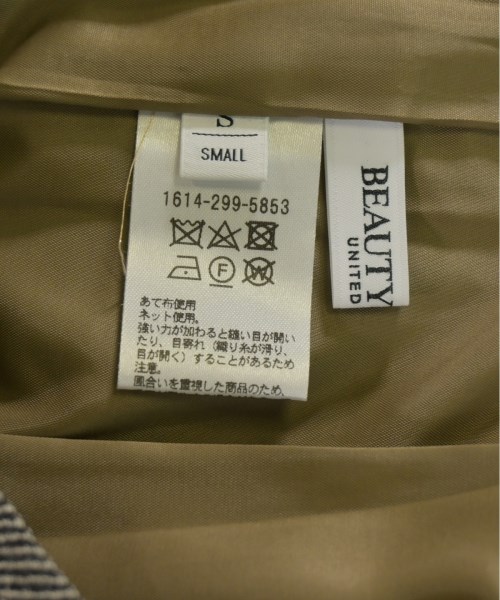 S
SMALL
1614-299-5853
F
W
あて布使用
ネット使用。
強い力が加わると縫い目が開い
たり、目寄れ(織り糸が滑り、
目が開く)することがあるため
注意。
風合いを重視した商品のため、
BEAUTY
UNITED